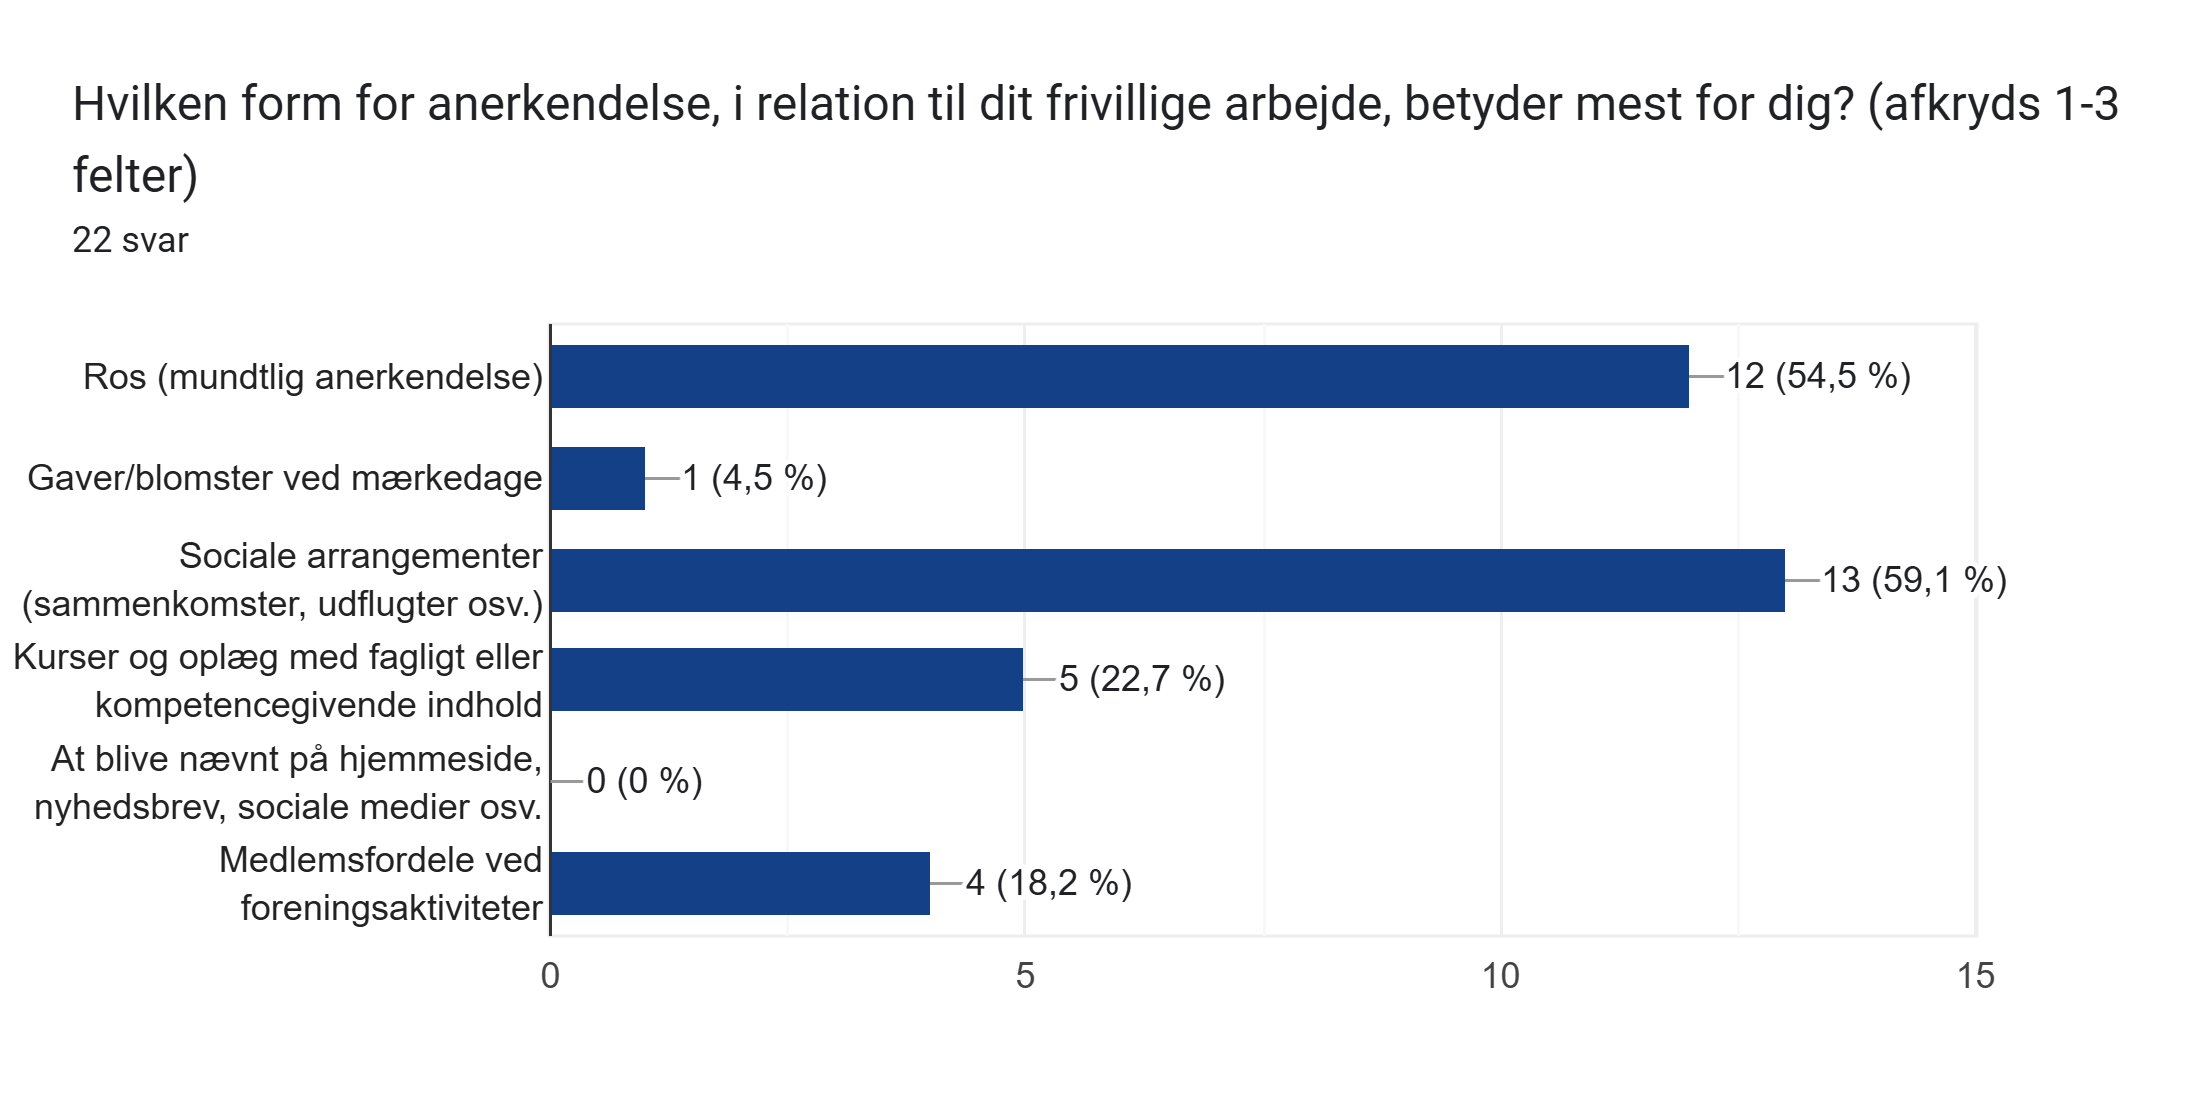 Hvilken form for anerkendelse, i relation til dit frivillige arbejde, betyder mest for dig? (afkryds 1-3
felter)
22 svar
Ros (mundtlig anerkendelse)
12 (54,5 %)
Gaver/blomster ved mærkedage
1 (4,5 %)
Sociale arrangementer
(sammenkomster, udflugter osv.)
13 (59,1 %)
Kurser og oplæg med fagligt eller
kompetencegivende indhold
5 (22,7 %)
At blive nævnt på hjemmeside,
nyhedsbrev, sociale medier osv.
0 (0 %)
Medlemsfordele ved
foreningsaktiviteter
4 (18,2 %)
0
5
10
15